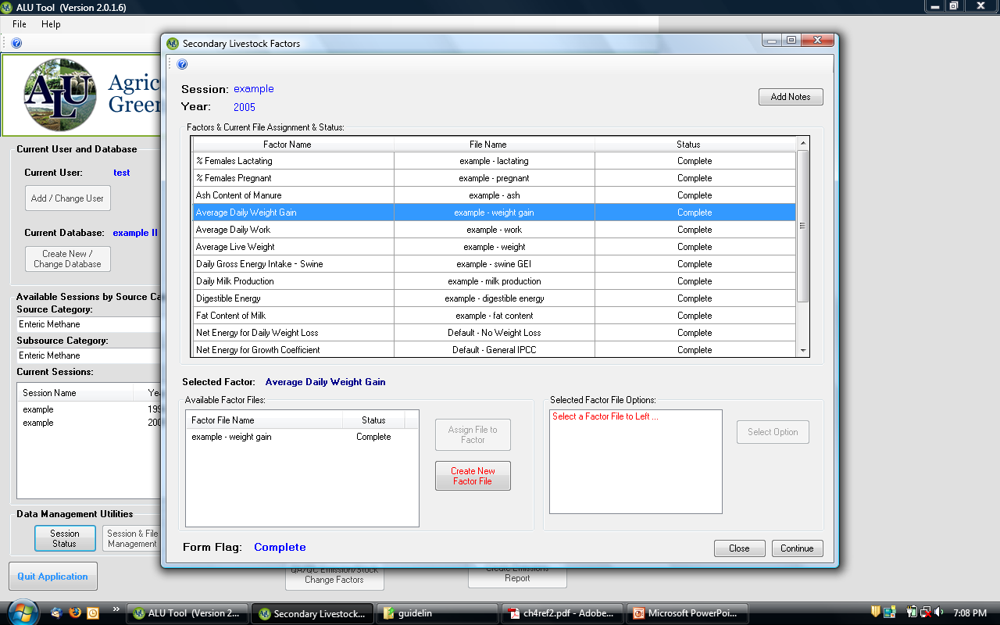 ALU Tool (Version 2.0.1.6)
File Help
Secondary Livestock Factors
ALU
Agric
Green
Session: example
Year: 2005
Add Notes
Factors & Current File Assignment & Status:
Factor Name File Name Status
% Females Lactating example - lactating Complete
% Females Pregnant example - pregnant Complete
Ash Content of Manure example - ash Complete
Average Daily Weight Gain example - weight gain Complete
Average Daily Work example - work Complete
Average Live Weight example - weight Complete
Daily Gross Energy Intake - Swine example - swine GEI Complete
Daily Milk Production example - milk production Complete
Digestible Energy example - digestible energy Complete
Fat Content of Milk example - fat content Complete
Net Energy for Daily Weight Loss Default - No Weight Loss Complete
Net Energy for Growth Coefficient Default - General IPCC Complete
Selected Factor: Average Daily Weight Gain
Available Factor Files:
Factor File Name Status
example - weight gain Complete
Assign File to
Factor
Create New
Factor File
Selected Factor File Options:
Select a Factor File to Left ...
Select Option
Form Flag: Complete
Close Continue
Current User and Database
Current User: test
Add / Change User
Current Database: example II
Create New /
Change Database
Available Sessions by Source Ca
Source Category:
Enteric Methane
Subsource Category:
Enteric Methane
Current Sessions:
Session Name Yea
example 199
example 200
Data Management Utilities
Session
Status
Session & File
Management
Quit Application
QA/QC Emission/Stock
Change Factors
Create Emissions
Report
ALU Tool (Version 2...
Secondary Livestock...
guidelin
ch4ref2.pdf - Adobe...
Microsoft PowerPoi...
7:08 PM